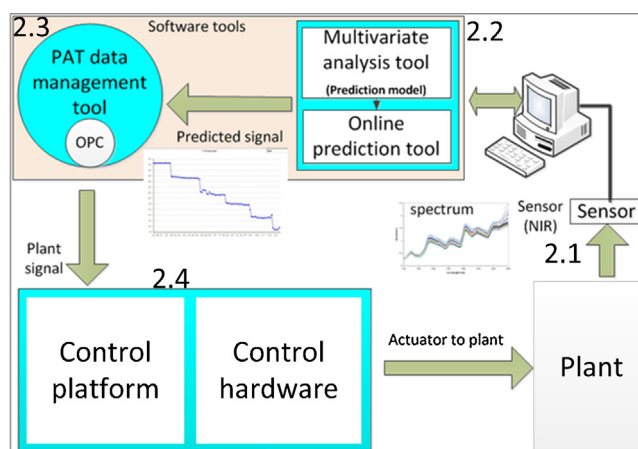 2.3
Software tools
2.2
PAT data
management
tool
OPC
Multivariate
analysis tool
(Prediction model)
Online
prediction tool
Predicted signal
spectrum
Sensor
(NIR)
Sensor
2.1
Plant
signal
2.4
Control
platform
Control
hardware
Actuator to plant
Plant